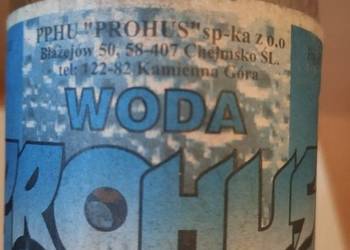 PPHU "PROHUS" sp-ka z o.o
Błażejów 50, 58-407 Chełmsko ŚL.
tel: 122-82 Kamienna Góra
WODA
PROHUS